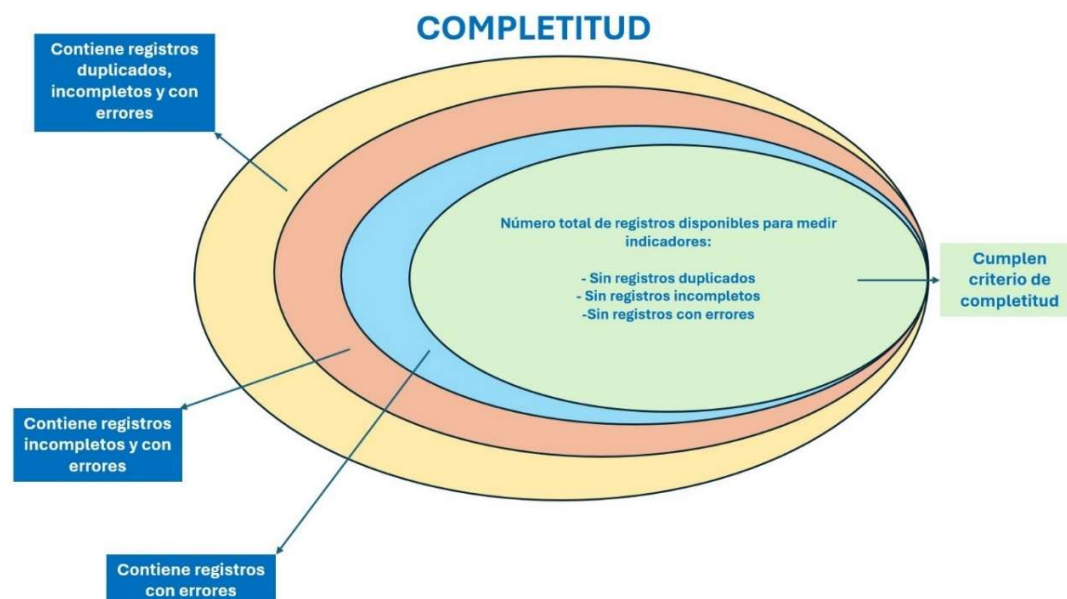 COMPLETITUD
Contiene registros
duplicados,
incompletos y con
errores
Número total de registros disponibles para medir
indicadores:
- Sin registros duplicados
- Sin registros incompletos
-Sin registros con errores
Cumplen
criterio de
completitud
Contiene registros
incompletos y con
errores
Contiene registros
con errores